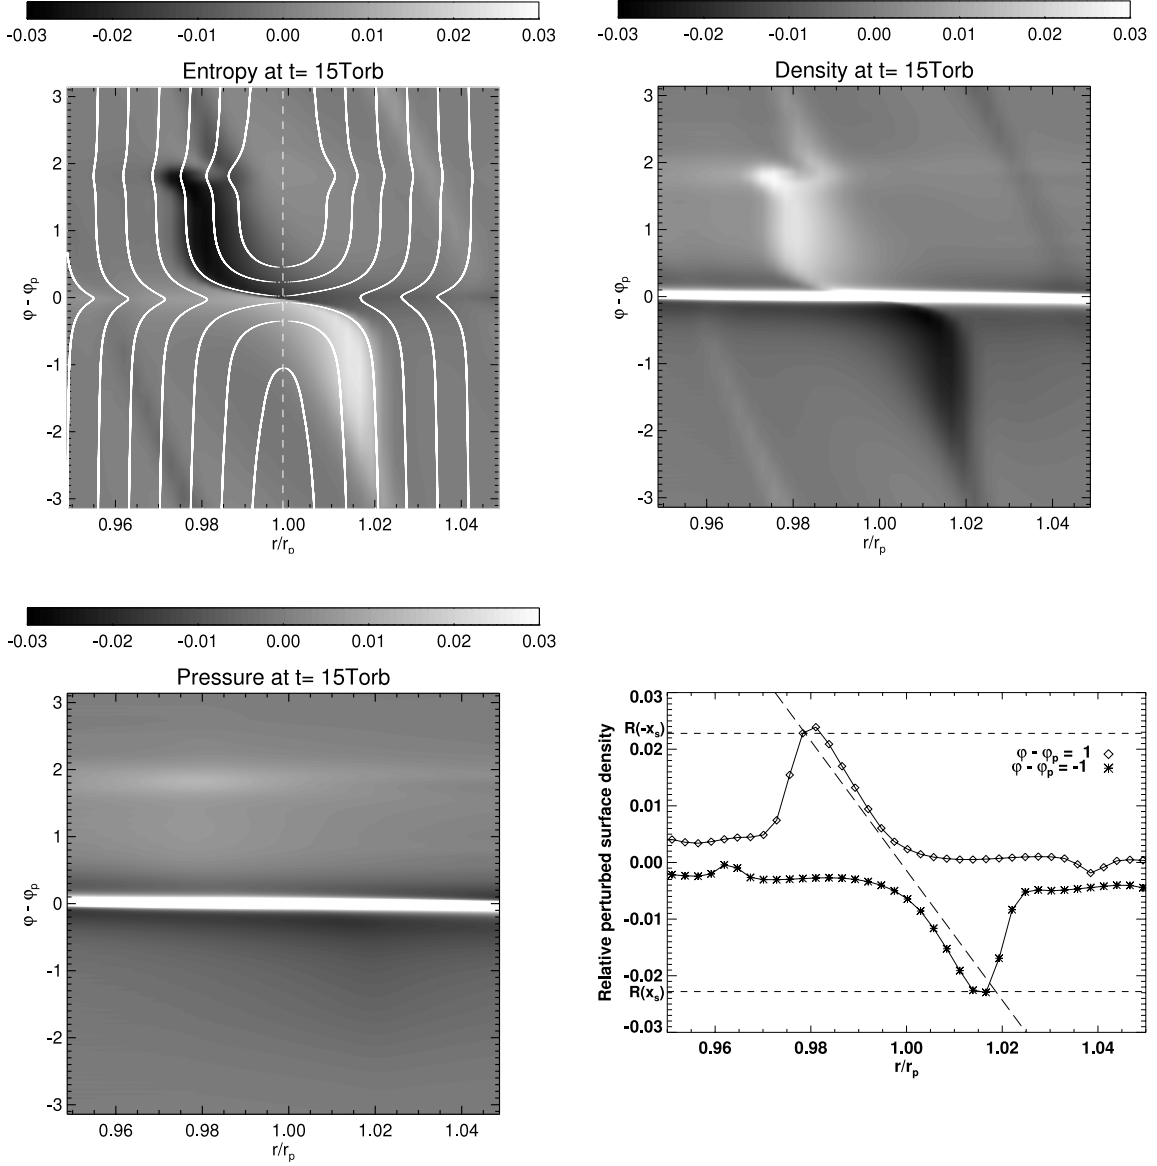 -0.03 -0.02 -0.01 0.00 0.01 0.02 0.03
Entropy at t= 15Torb
3
2
1
0
-1
-2
-3
φ - φp
0.96 0.98 1.00 1.02 1.04
r/rp
-0.03 -0.02 -0.01 0.00 0.01 0.02 0.03
Density at t= 15Torb
3
2
1
0
-1
-2
-3
φ - φp
0.96 0.98 1.00 1.02 1.04
r/rp
-0.03 -0.02 -0.01 0.00 0.01 0.02 0.03
Pressure at t= 15Torb
3
2
1
0
-1
-2
-3
φ - φp
0.96 0.98 1.00 1.02 1.04
r/rp
0.03
R(-xs)
0.02
0.01
0.00
-0.01
-0.02
R(xs)
-0.03
Relative perturbed surface density
φ - φp = 1
φ - φp = -1
0.96 0.98 1.00 1.02 1.04
r/rp